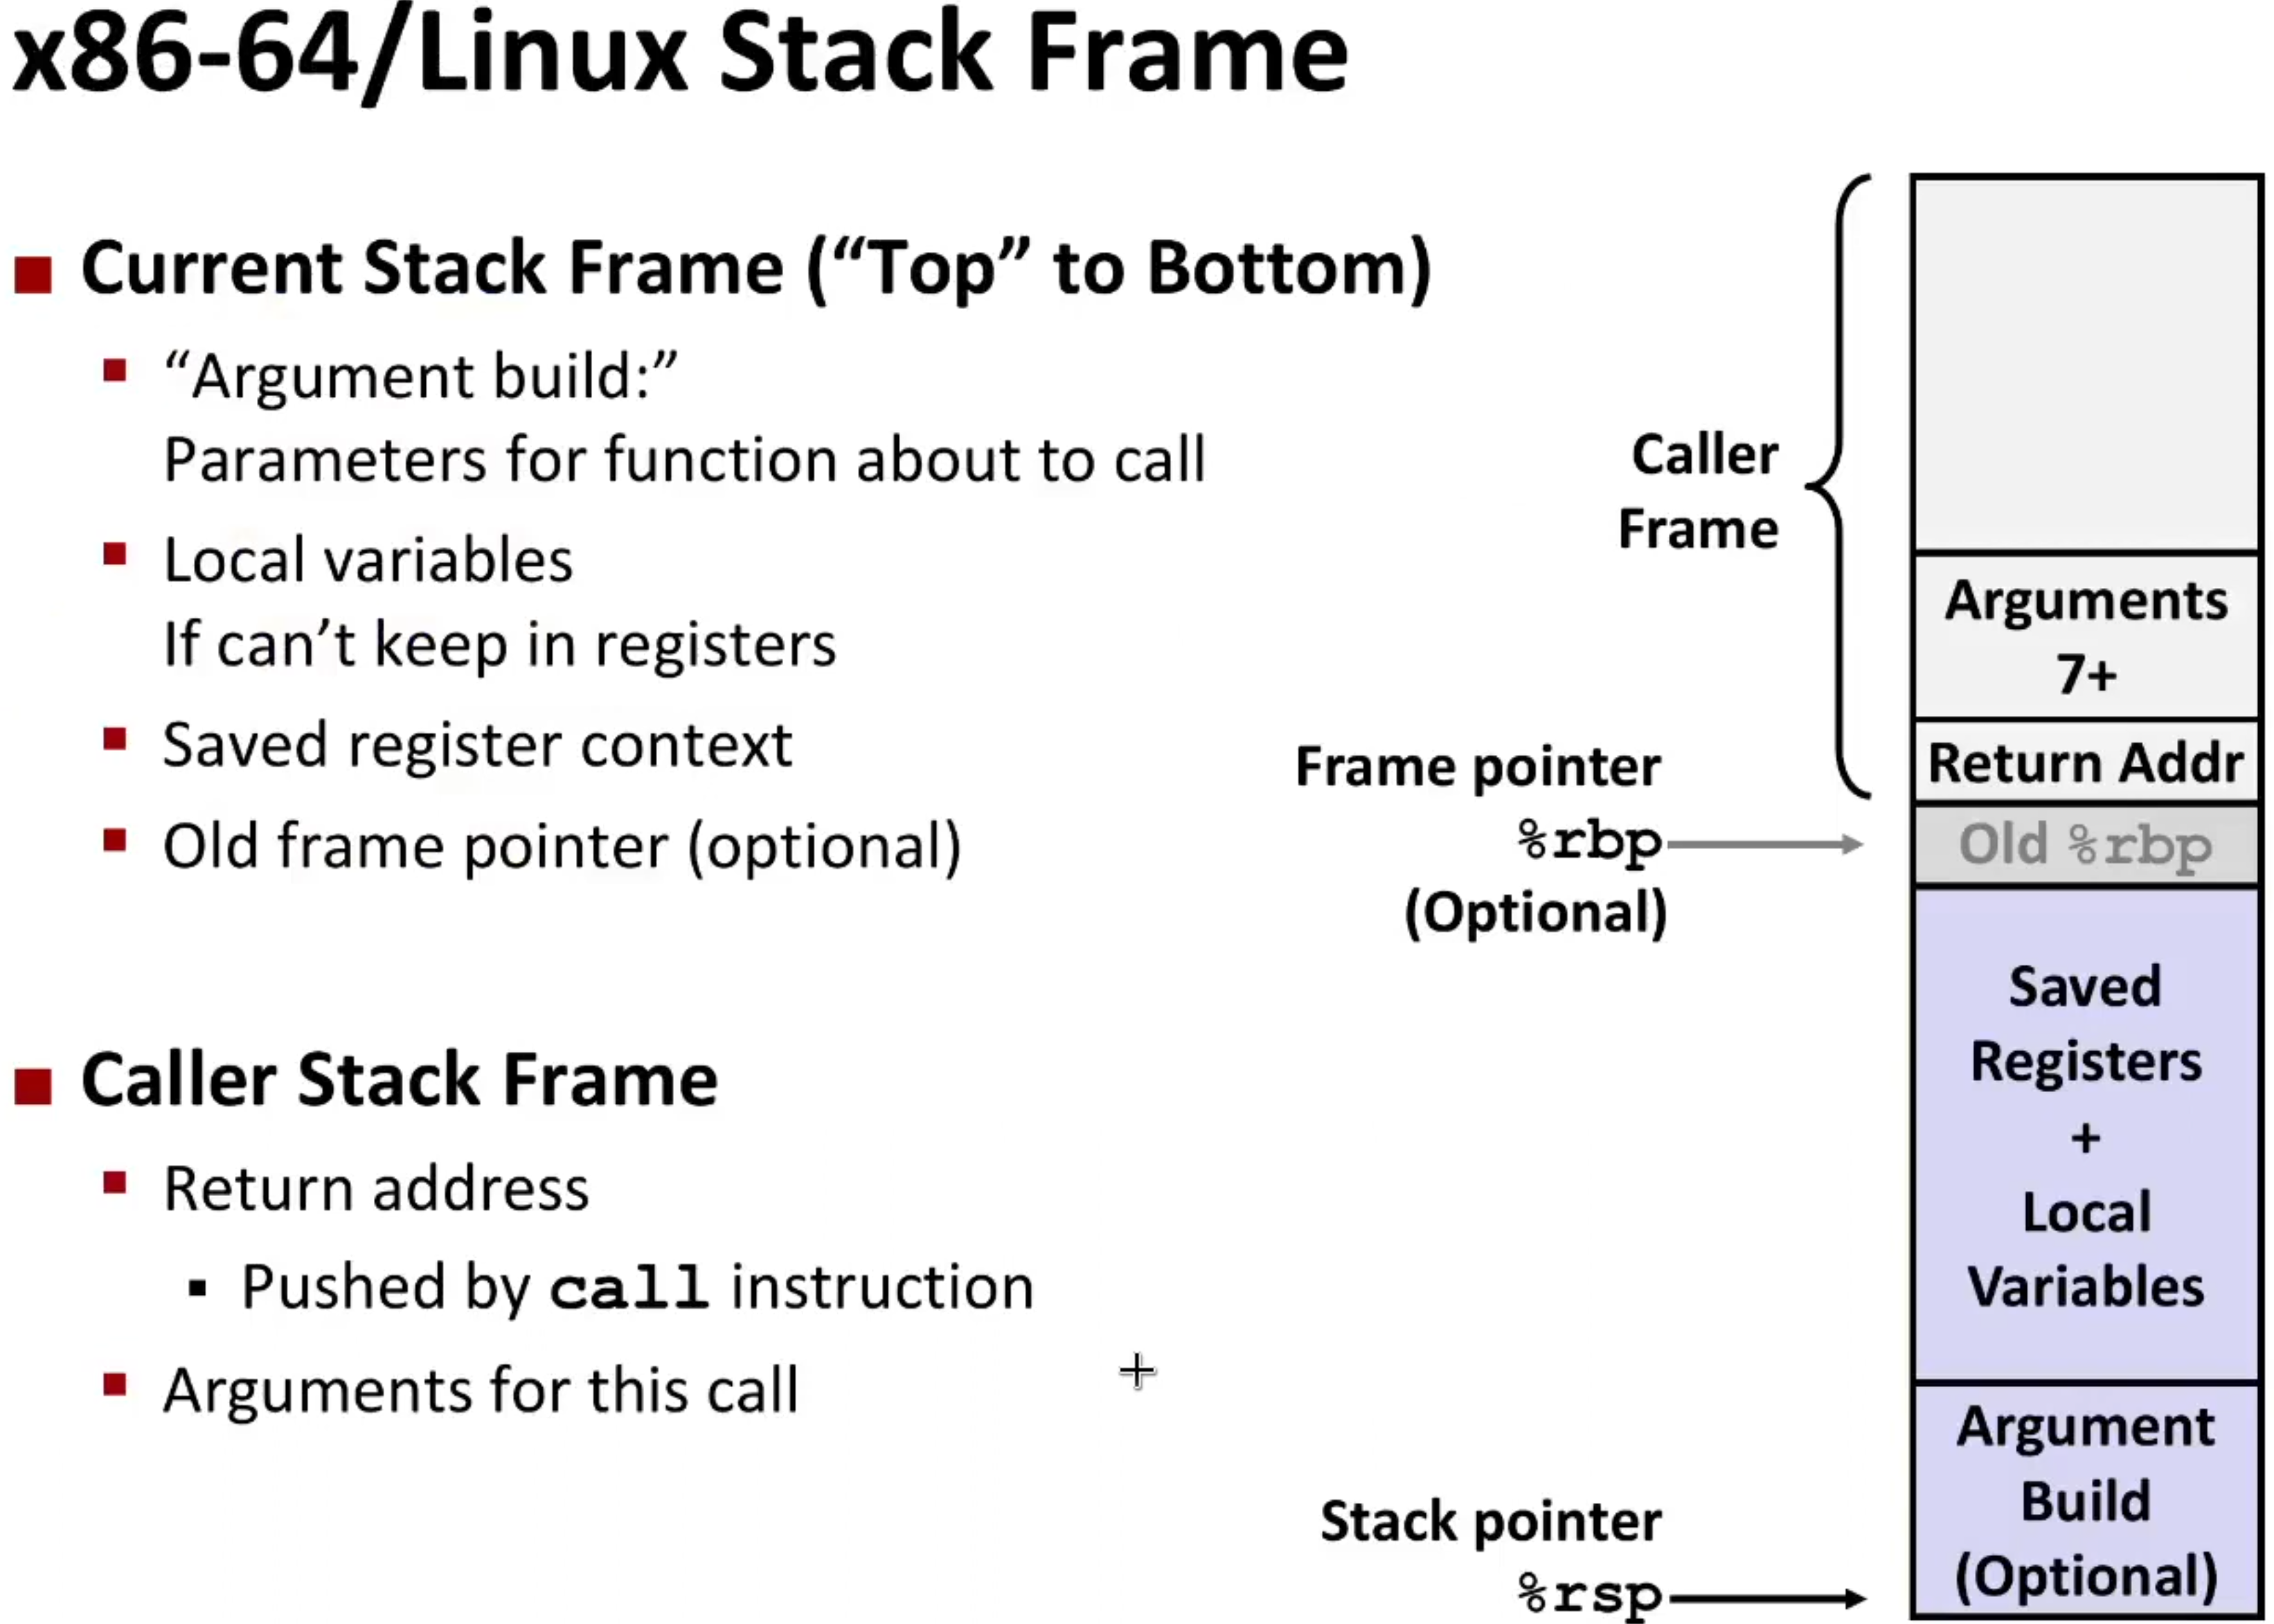 x86-64/Linux Stack Frame
Current Stack Frame (“Top” to Bottom)
“Argument build:”
Parameters for function about to call
Local variables
If can’t keep in registers
Saved register context
Old frame pointer (optional)
Caller Stack Frame
Return address
Pushed by call instruction
Arguments for this call
Caller
Frame
Frame pointer
%rbp
(Optional)
Stack pointer
%rsp
Arguments
7+
Return Addr
Old %rbp
Saved
Registers
+
Local
Variables
Argument
Build
(Optional)